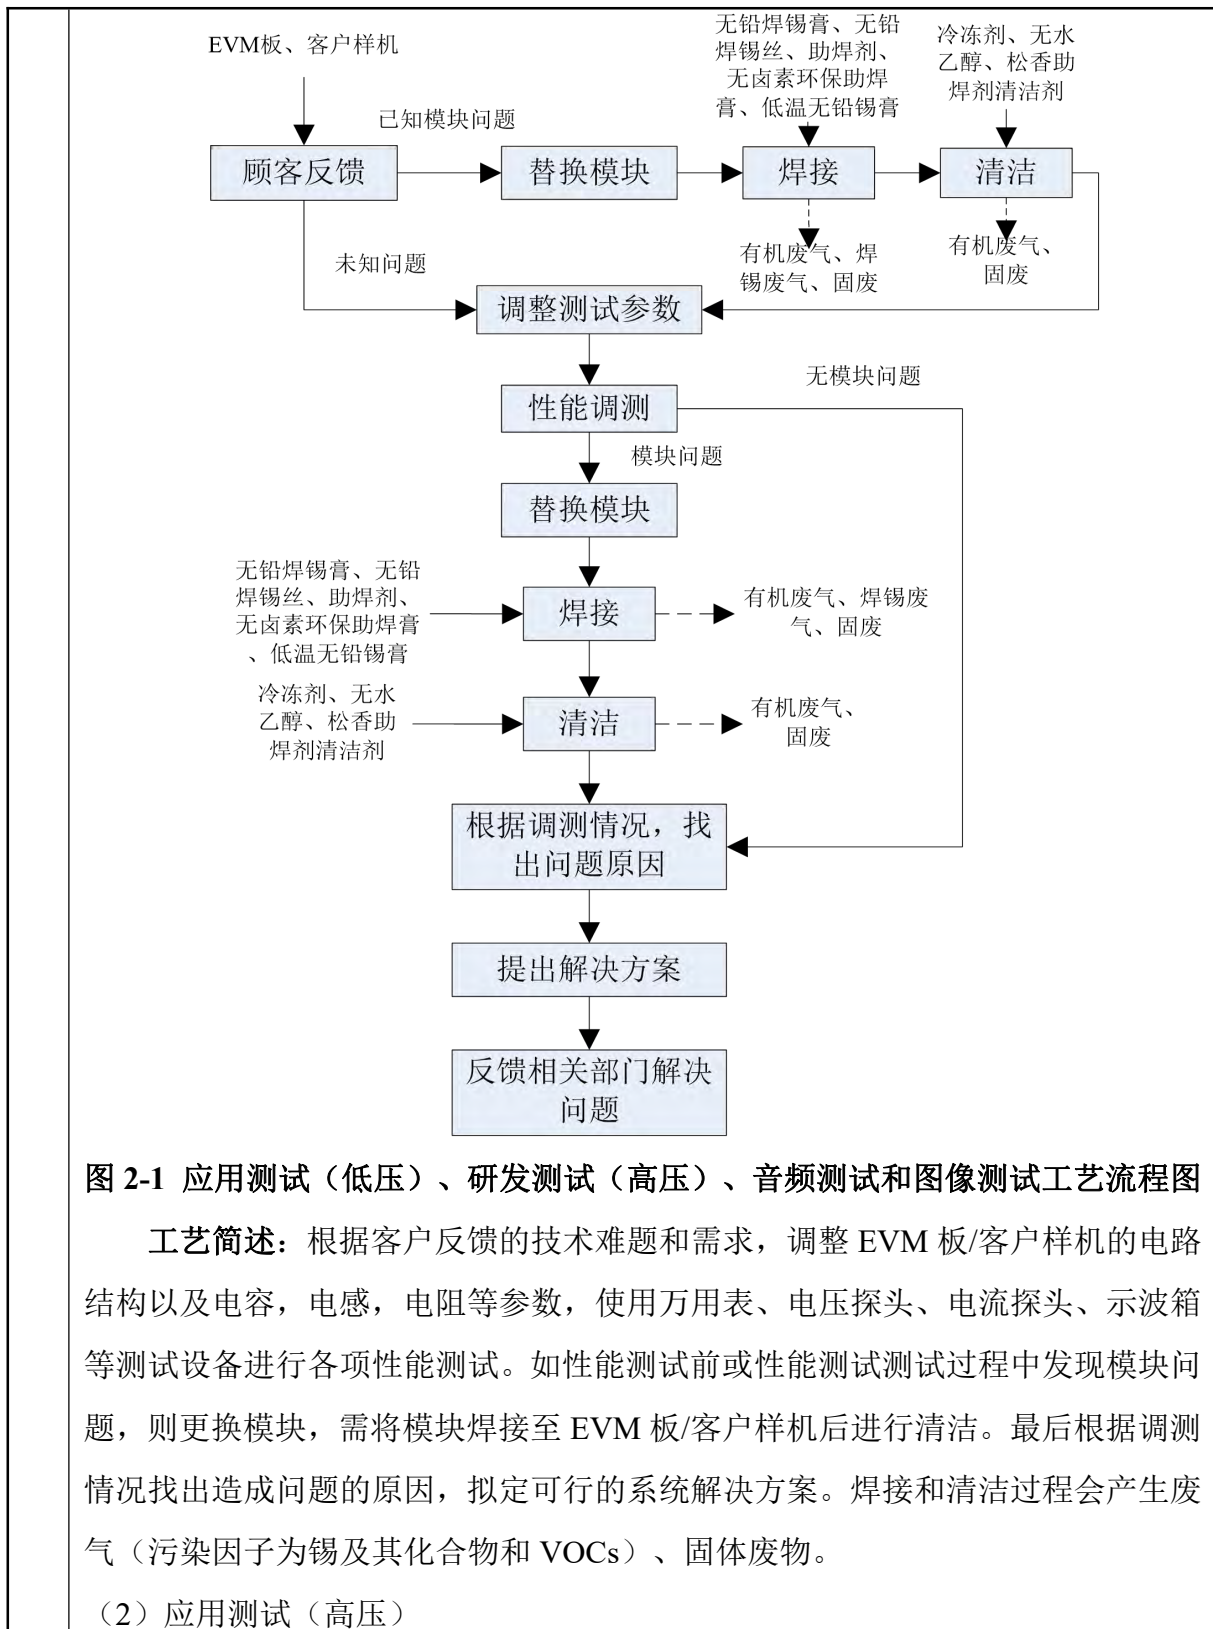 EVM板、客户样机
无铅焊锡膏、无铅
焊锡丝、助焊剂、
无卤素环保助焊
膏、低温无铅锡膏
冷冻剂、无水
乙醇、松香助
焊剂清洁剂
已知模块问题
顾客反馈
替换模块
焊接
清洁
有机废气、焊
锡废气、固废
有机废气、
固废
未知问题
调整测试参数
无模块问题
性能调测
模块问题
替换模块
无铅焊锡膏、无铅
焊锡丝、助焊剂、
无卤素环保助焊膏
、低温无铅锡膏
焊接
有机废气、焊锡废
气、固废
冷冻剂、无水
乙醇、松香助
焊剂清洁剂
清洁
有机废气、
固废
根据调测情况，找
出问题原因
提出解决方案
反馈相关部门解决
问题
图 2-1 应用测试（低压）、研发测试（高压）、音频测试和图像测试工艺流程图
工艺简述：根据客户反馈的技术难题和需求，调整 EVM 板/客户样机的电路
结构以及电容，电感，电阻等参数，使用万用表、电压探头、电流探头、示波箱
等测试设备进行各项性能测试。如性能测试前或性能测试测试过程中发现模块问
题，则更换模块，需将模块焊接至 EVM 板/客户样机后进行清洁。最后根据调测
情况找出造成问题的原因，拟定可行的系统解决方案。焊接和清洁过程会产生废
气（污染因子为锡及其化合物和 VOCs）、固体废物。
（2）应用测试（高压）